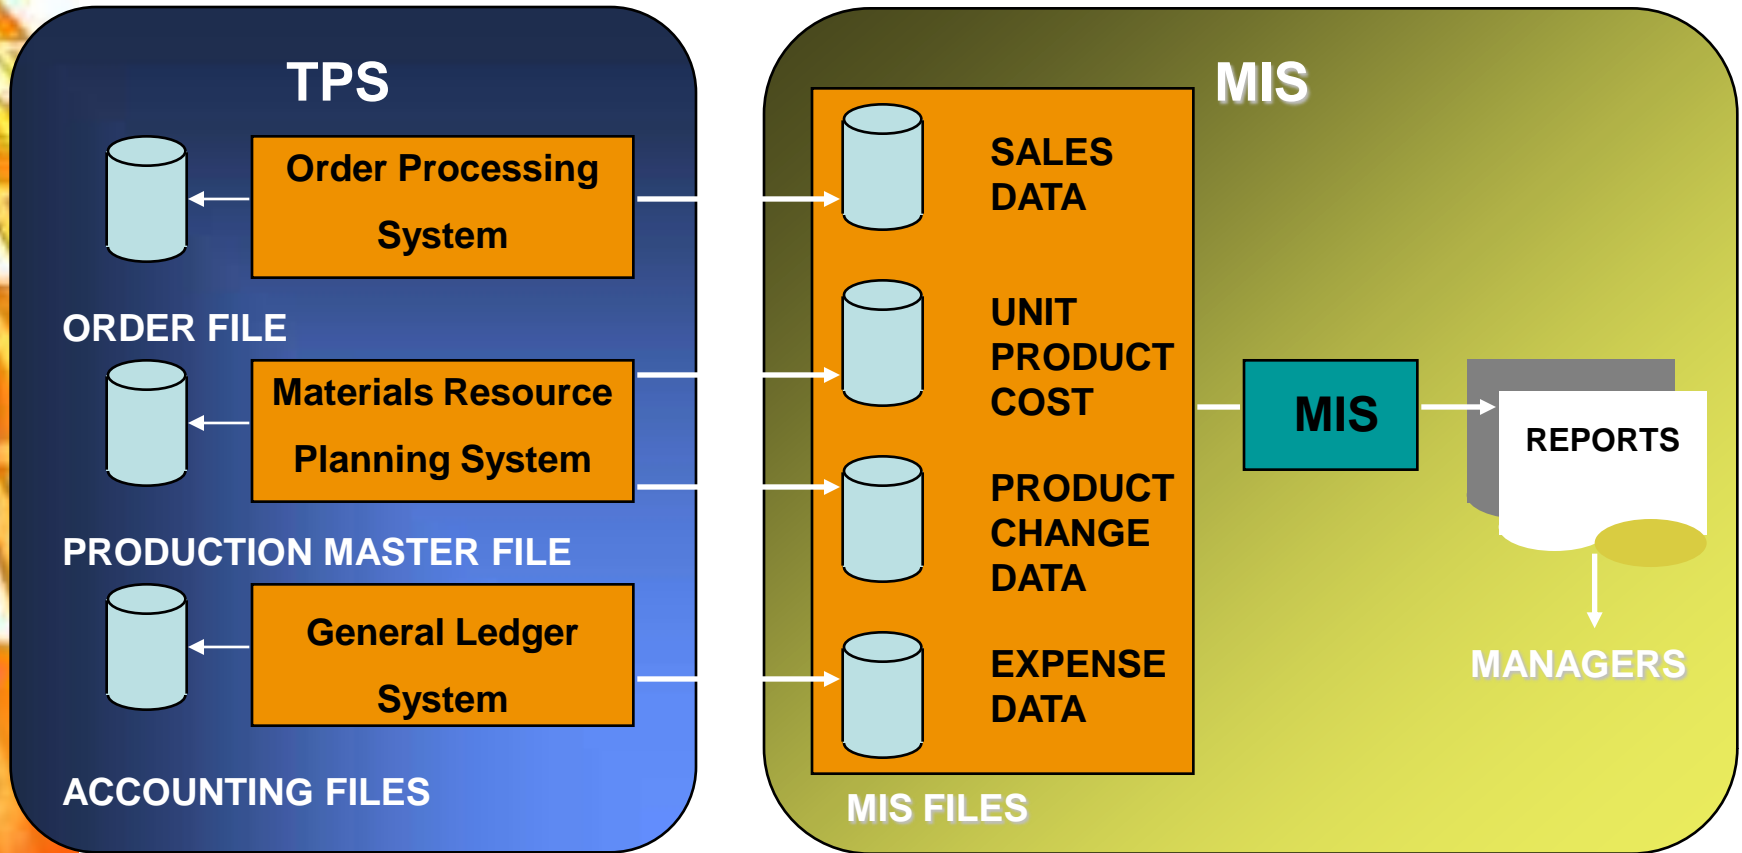 TPS
Order Processing
System
ORDER FILE
Materials Resource
Planning System
PRODUCTION MASTER FILE
General Ledger
System
ACCOUNTING FILES
MIS
SALES
DATA
UNIT
PRODUCT
COST
PRODUCT
CHANGE
DATA
EXPENSE
DATA
MIS FILES
MIS
REPORTS
MANAGERS